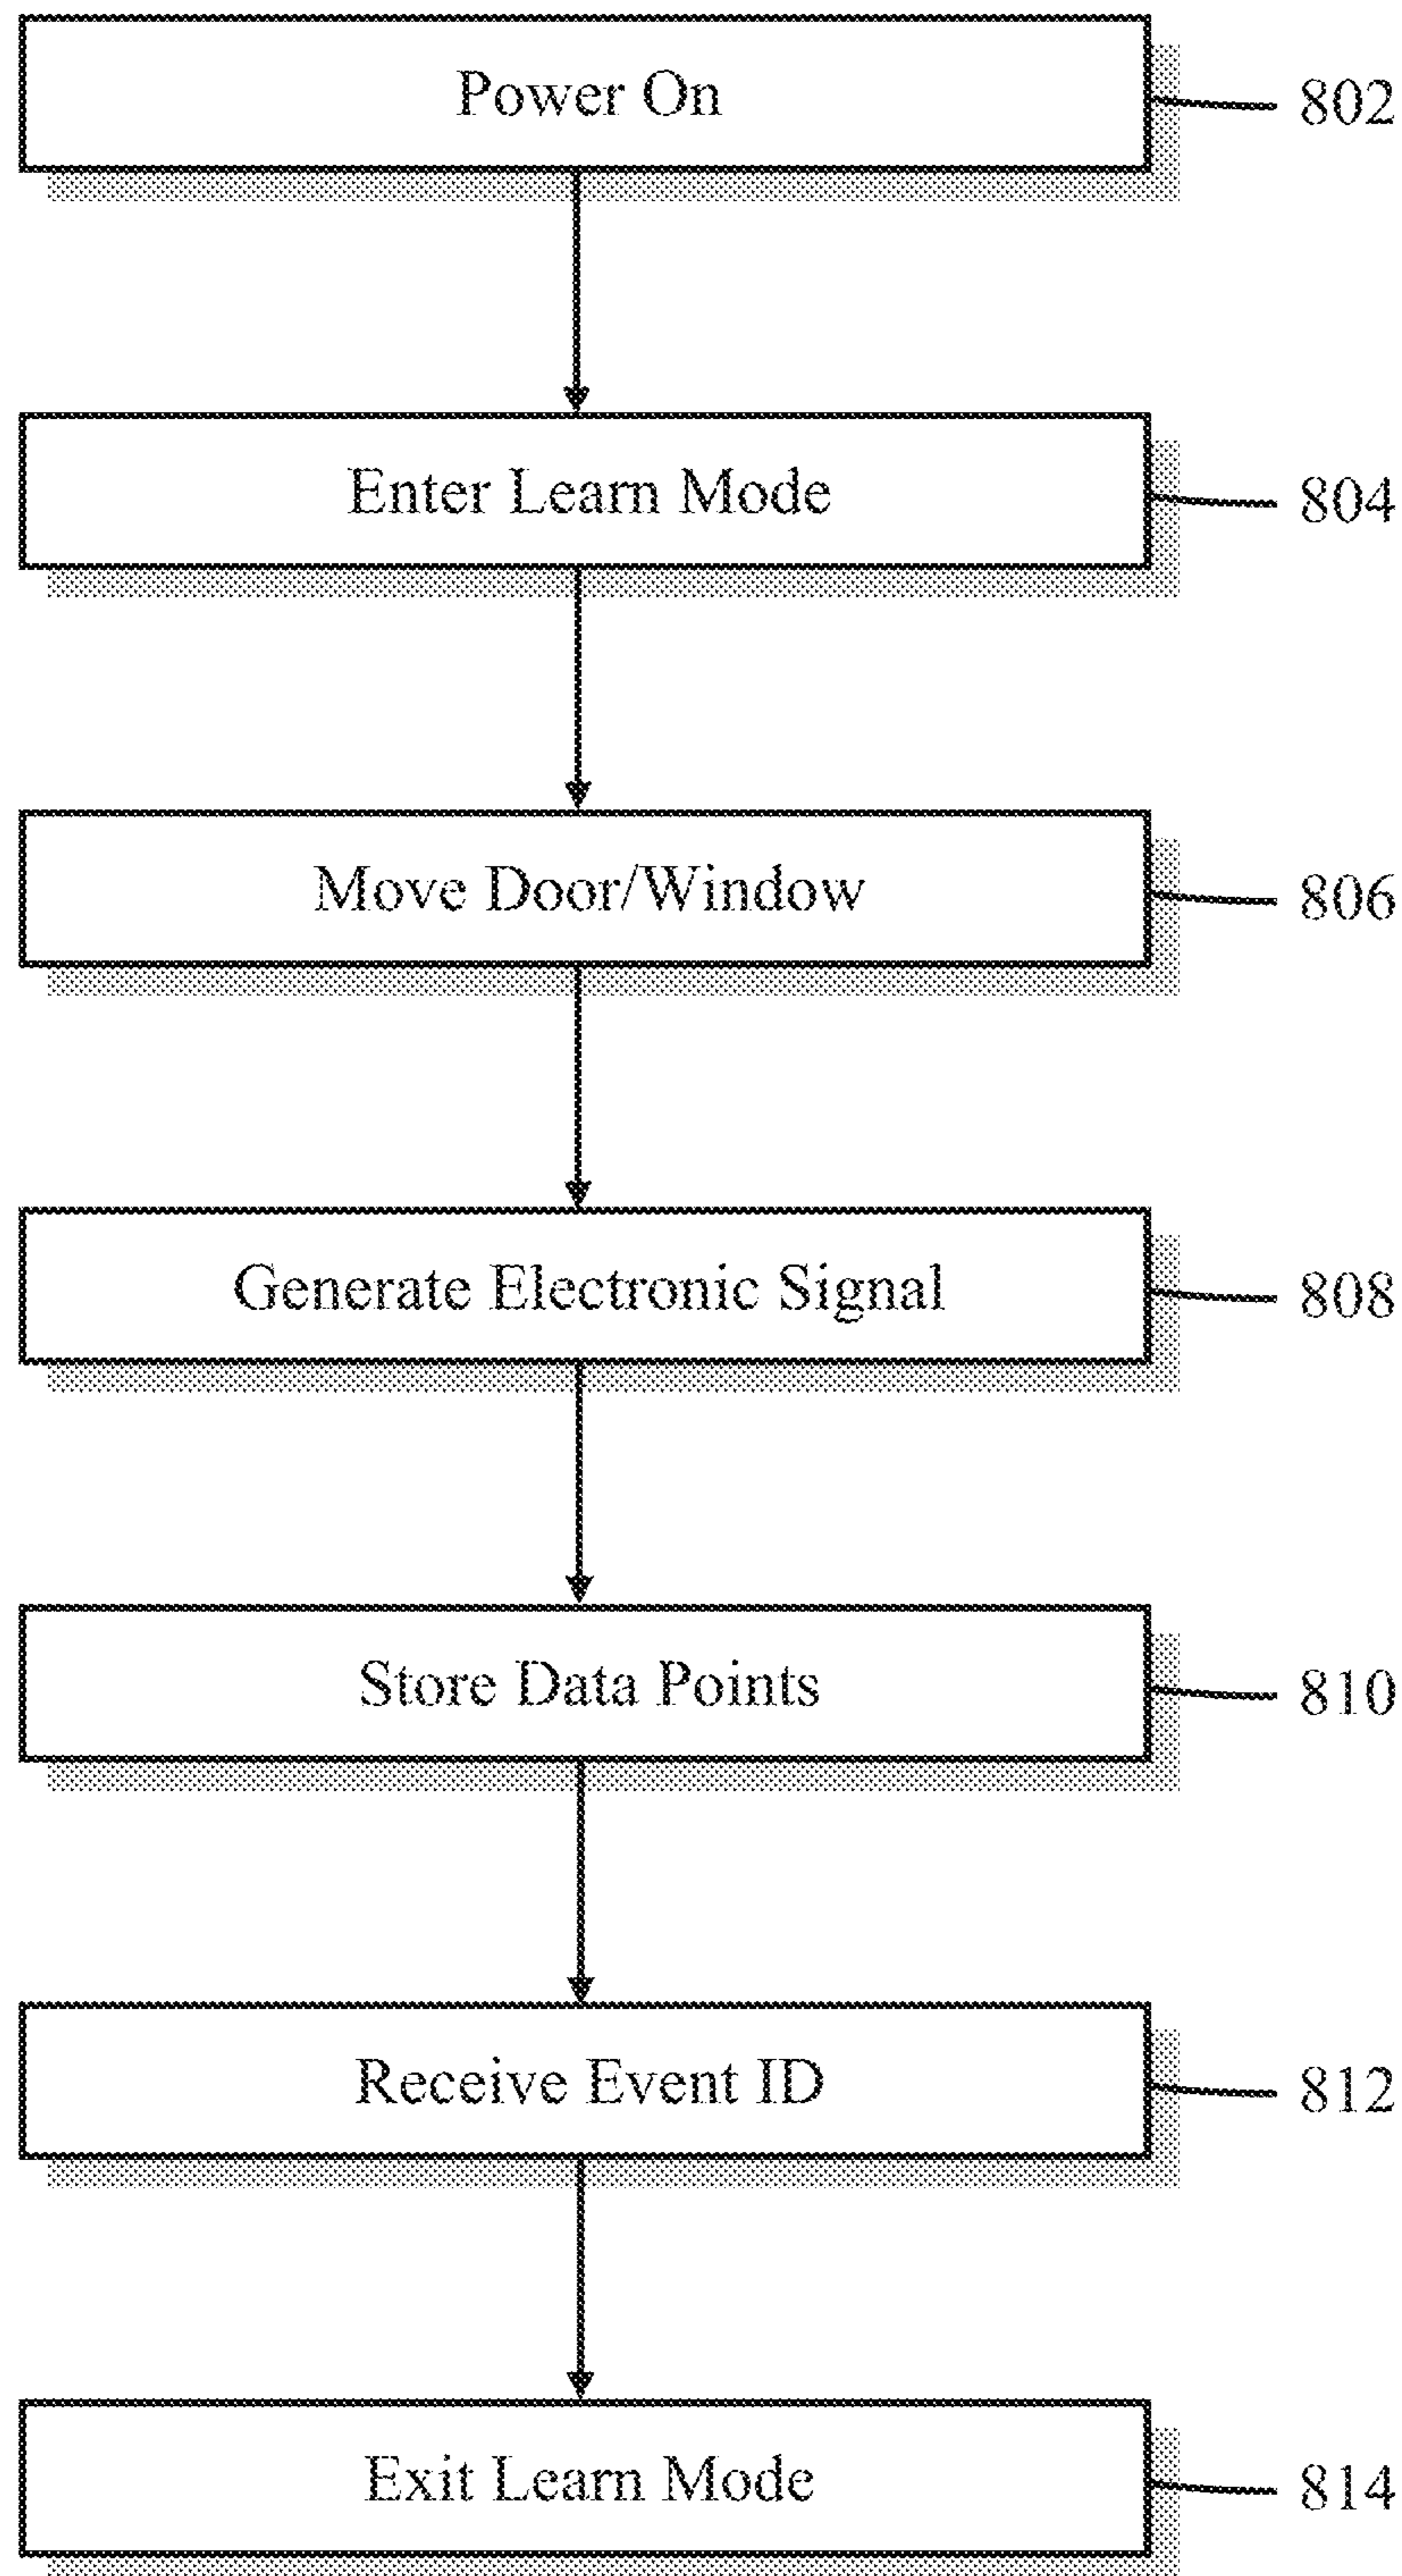 Power On 802
Enter Learn Mode 804
Move Door/Window 806
Generate Electronic Signal 808
Store Data Points 810
Receive Event ID 812
Exit Learn Mode 814